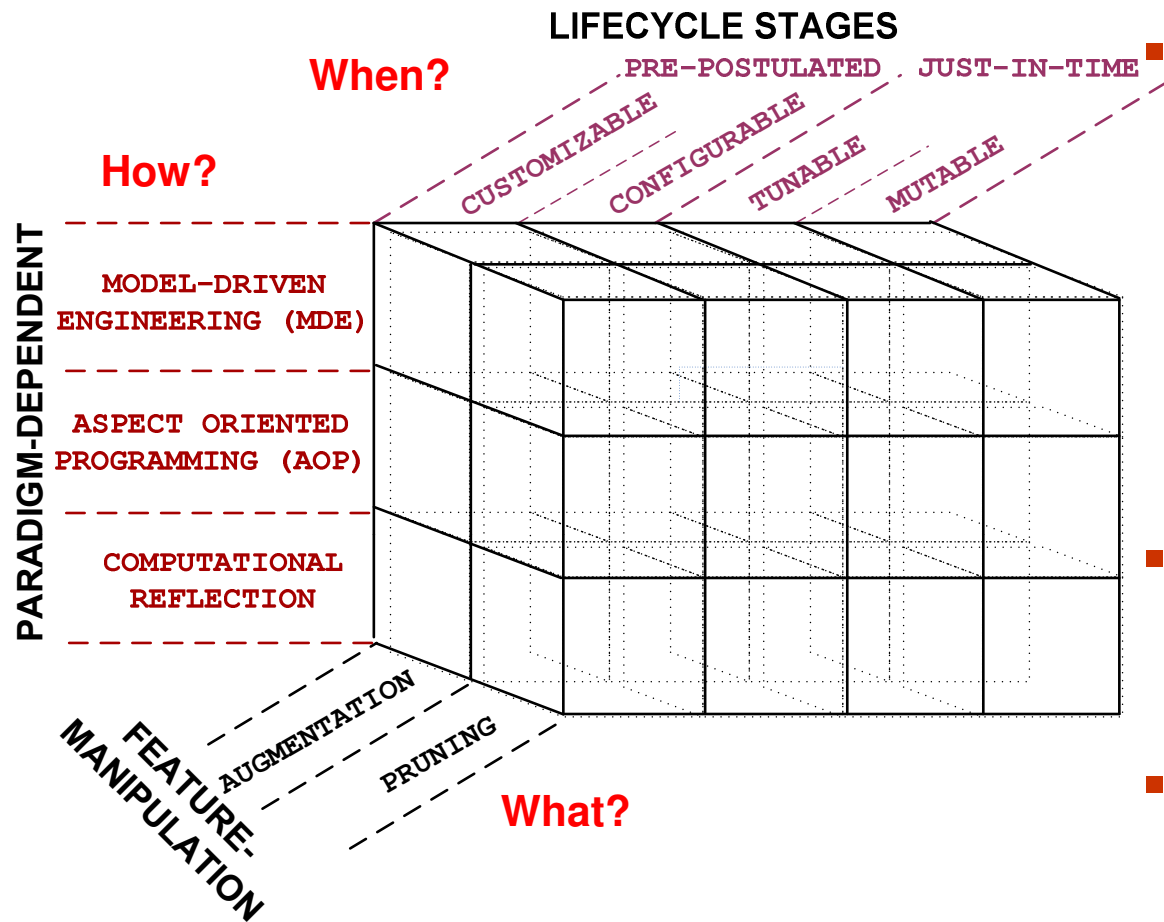 LIFECYCLE STAGES
When?
PRE-POSTULATED
JUST-IN-TIME
CUSTOMIZABLE
CONFIGURABLE
TUNABLE
MUTABLE
How?
PARADIGM-DEPENDENT
MODEL-DRIVEN
ENGINEERING (MDE)
ASPECT ORIENTED
PROGRAMMING (AOP)
COMPUTATIONAL
REFLECTION
FEATURE-
MANIPULATION
AUGMENTATION
PRUNING
What?